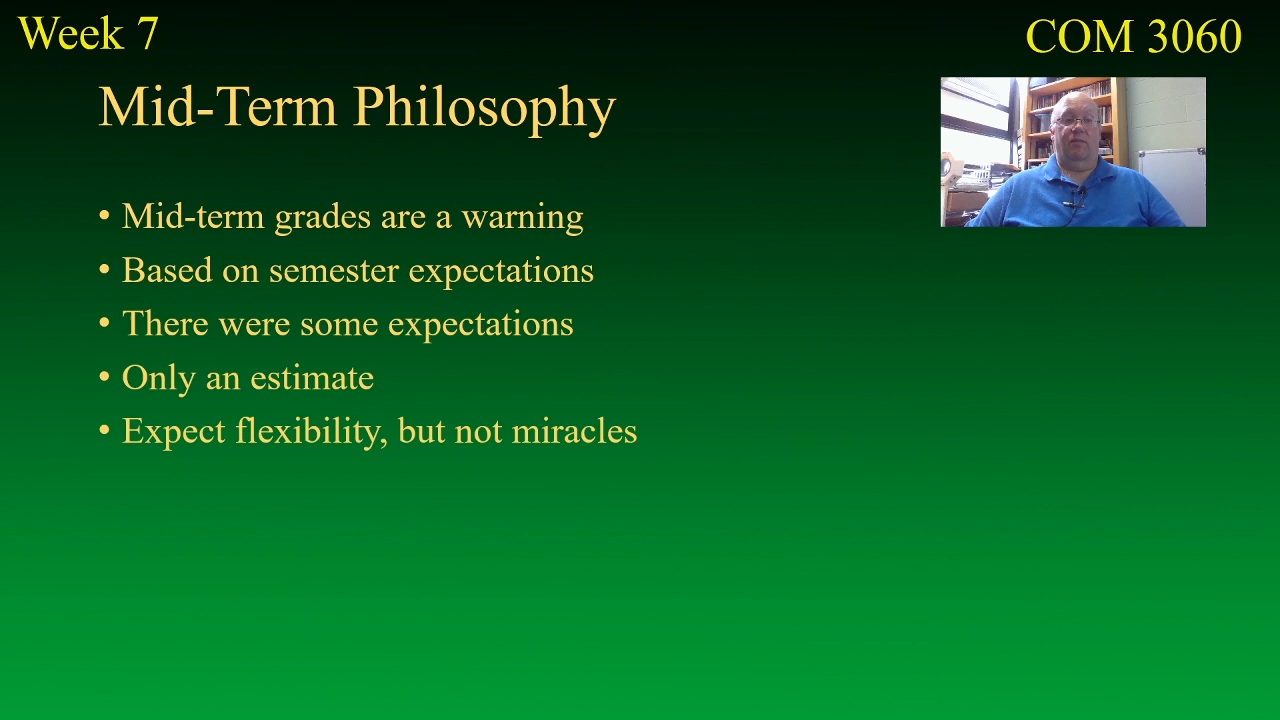 Week 7
COM 3060
Mid-Term Philosophy
• Mid-term grades are a warning
• Based on semester expectations
• There were some expectations
• Only an estimate
• Expect flexibility, but not miracles